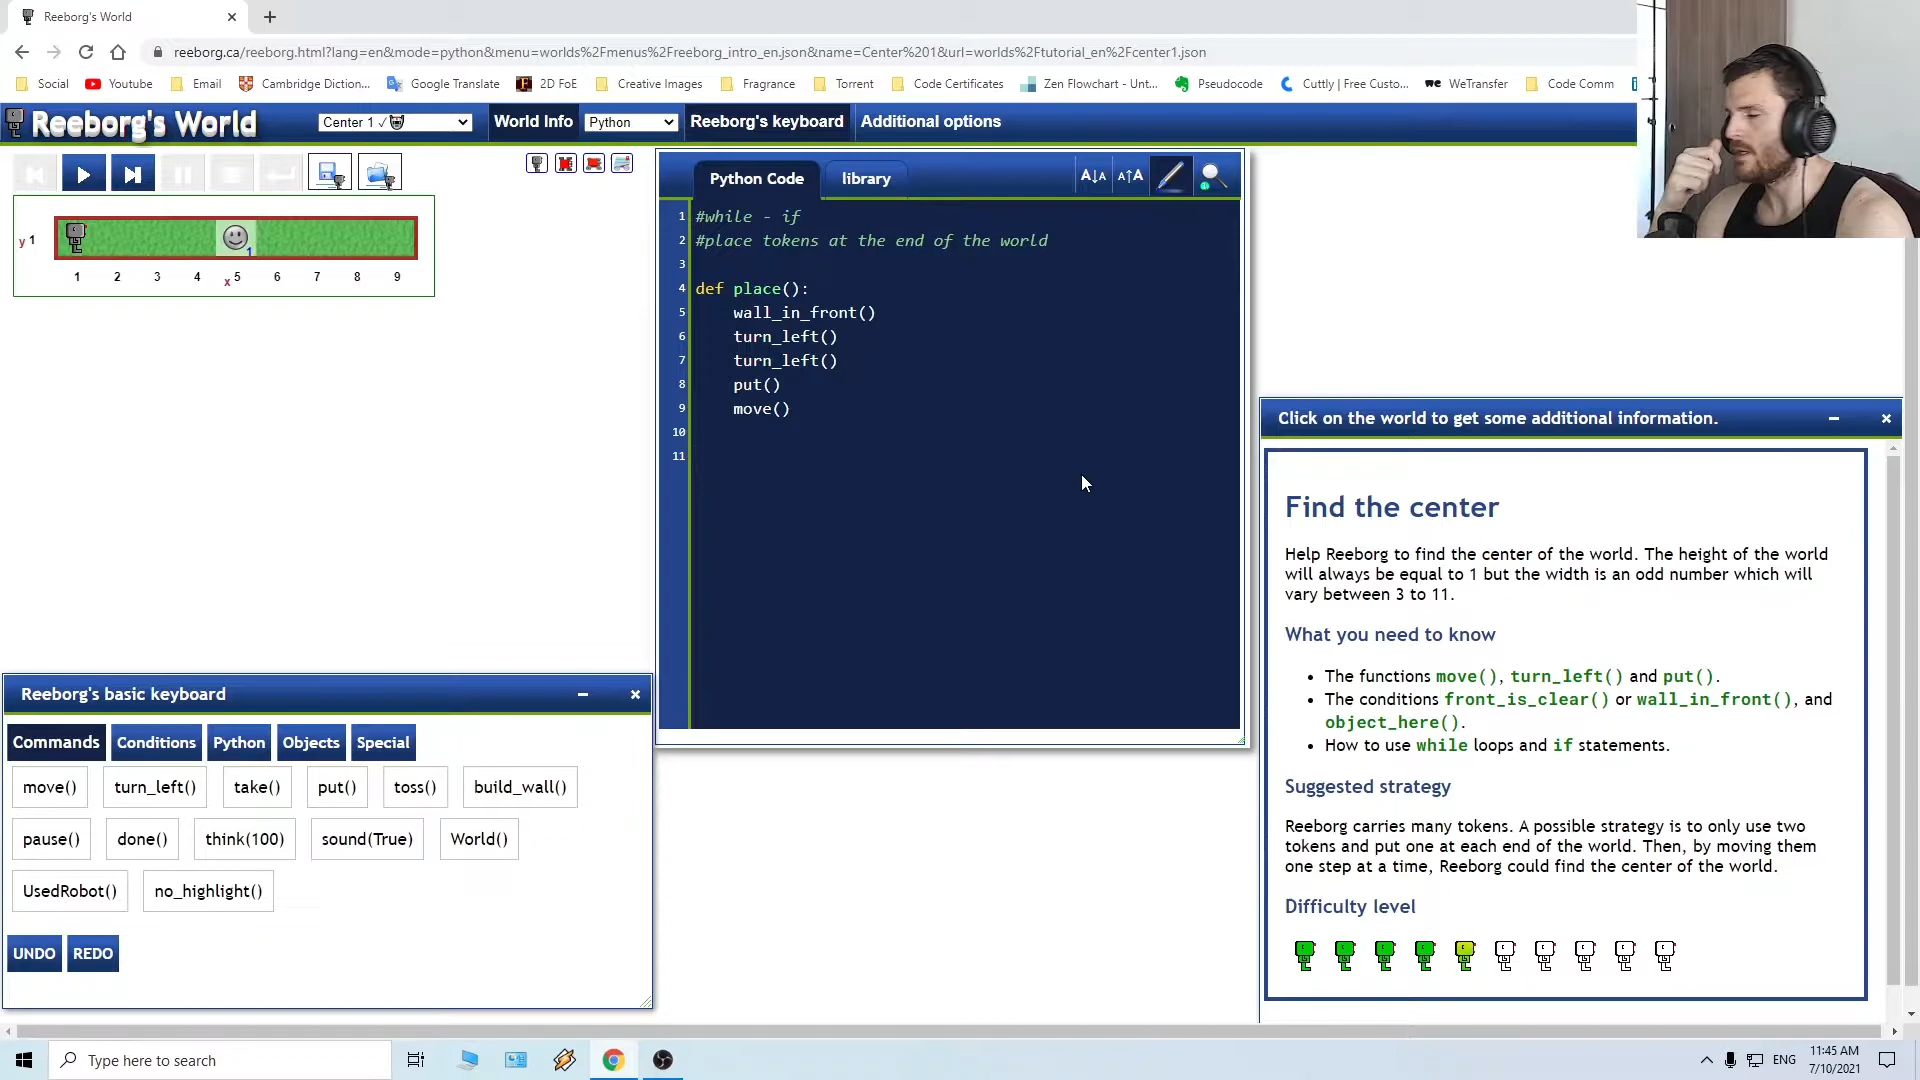 Reeborg's World
reeborg.ca/reeborg.html?lang=en&mode=python&menu=worlds%2Fmenus%2Freeborg_intro_en.json&name=Center%201&url=worlds%2Ftutorial_en%2Fcenter1.json
Social Youtube Email Cambridge Diction... Google Translate 2D FoE Creative Images Fragrance Torrent Code Certificates Zen Flowchart - Unt... Pseudocode Cuttly | Free Custo... WeTransfer Code Comm
Reeborg's World Center 1 ✓ World Info Python Reeborg's keyboard Additional options
y 1
1
1 2 3 4 5 6 7 8 9
x
Python Code library
1 #while - if
2 #place tokens at the end of the world
3
4 def place():
5 wall_in_front()
6 turn_left()
7 turn_left()
8 put()
9 move()
10
11
Click on the world to get some additional information.
Find the center
Help Reeborg to find the center of the world. The height of the world
will always be equal to 1 but the width is an odd number which will
vary between 3 to 11.
What you need to know
• The functions move(), turn_left() and put().
• The conditions front_is_clear() or wall_in_front(), and
object_here().
• How to use while loops and if statements.
Suggested strategy
Reeborg carries many tokens. A possible strategy is to only use two
tokens and put one at each end of the world. Then, by moving them
one step at a time, Reeborg could find the center of the world.
Difficulty level
Reeborg's basic keyboard
Commands Conditions Python Objects Special
move() turn_left() take() put() toss() build_wall()
pause() done() think(100) sound(True) World()
UsedRobot() no_highlight()
UNDO REDO
Type here to search
ENG
11:45 AM
7/10/2021